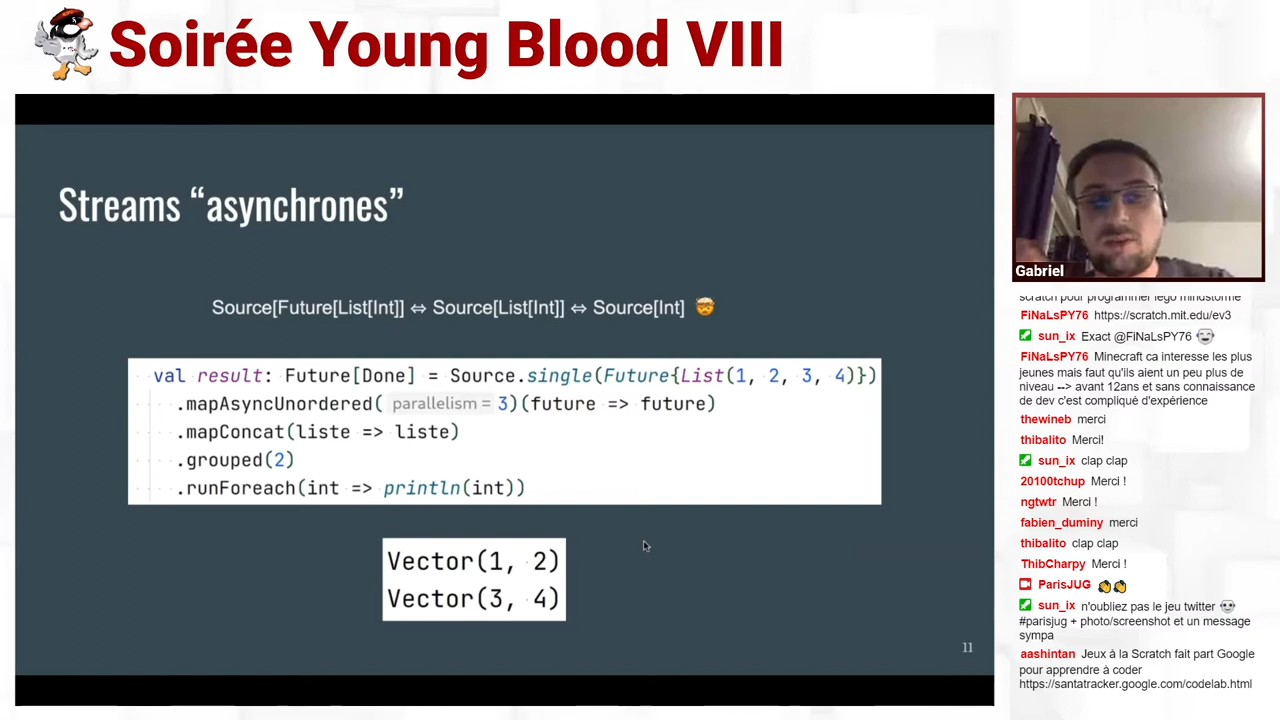 Soirée Young Blood VIII
Streams “asynchrones”
Source[Future[List[Int]] ⇔ Source[List[Int]] ⇔ Source[Int] 🤯
val result: Future[Done] = Source.single(Future{List(1, 2, 3, 4)})
.mapAsyncUnordered( parallelism = 3)(future => future)
.mapConcat(liste => liste)
.grouped(2)
.runForeach(int => println(int))
Vector(1, 2)
Vector(3, 4)
11
Gabriel
scratch pour programmer lego mindstorme
FiNaLsPY76 https://scratch.mit.edu/ev3
sun_ix Exact @FiNaLsPY76
FiNaLsPY76 Minecraft ca interesse les plus
jeunes mais faut qu'ils aient un peu plus de
niveau --> avant 12ans et sans connaissance
de dev c'est compliqué d'expérience
thewineb merci
thibalito Merci!
sun_ix clap clap
20100tchup Merci !
ngtwtr Merci !
fabien_duminy merci
thibalito clap clap
ThibCharpy Merci !
ParisJUG 👏👏
sun_ix n'oubliez pas le jeu twitter
#parisjug + photo/screenshot et un message
sympa
aashintan Jeux à la Scratch fait part Google
pour apprendre à coder
https://santatracker.google.com/codelab.html